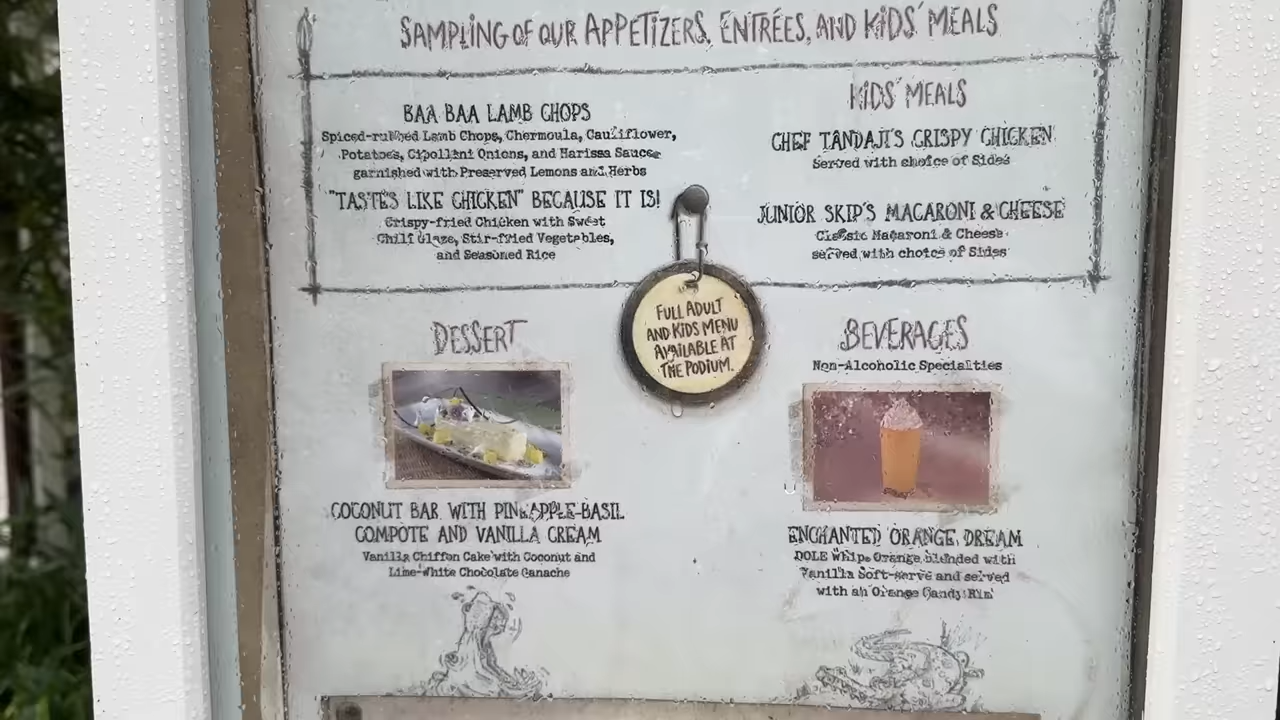 SAMPLING OF OUR APPETIZERS, ENTRÉES, AND KIDS' MEALS
BAA BAA LAMB CHOPS
Spiced-rubbed Lamb Chops, Chermoula, Cauliflower,
Potatoes, Cipollini Onions, and Harissa Sauce
garnished with Preserved Lemons and Herbs
"TASTES LIKE CHICKEN" BECAUSE IT IS!
Crispy-fried Chicken with Sweet
Chili Glaze, Stir-fried Vegetables,
and Seasoned Rice
KIDS' MEALS
CHEF TANDAJI'S CRISPY CHICKEN
Served with choice of Sides
JUNIOR SKIP'S MACARONI & CHEESE
Classic Macaroni & Cheese
served with choice of Sides
FULL ADULT
AND KIDS MENU
AVAILABLE AT
THE PODIUM.
DESSERT
COCONUT BAR WITH PINEAPPLE-BASIL
COMPOTE AND VANILLA CREAM
Vanilla Chiffon Cake with Coconut and
Lime-White Chocolate Ganache
BEVERAGES
Non-Alcoholic Specialties
ENCHANTED ORANGE DREAM
DOLE Whip Orange blended with
Vanilla Soft-serve and served
with an Orange Candy Rim